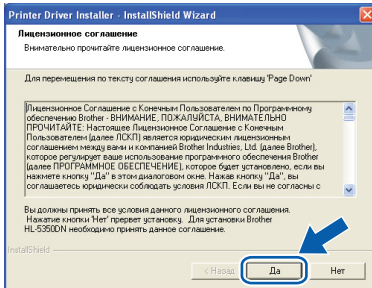 Printer Driver Installer - InstallShield Wizard
Лицензионное соглашение
Внимательно прочитайте лицензионное соглашение.
Для перемещения по тексту соглашения используйте клавишу 'Page Down'
Лицензионное Соглашение с Конечным Пользователем по Программному
обеспечению Brother - ВНИМАНИЕ, ПОЖАЛУЙСТА, ВНИМАТЕЛЬНО
ПРОЧИТАЙТЕ: Настоящее Лицензионное Соглашение с Конечным
Пользователем (далее ЛСКП) является юридическим лицензионным
соглашением между вами и компанией Brother Industries, Ltd. (далее Brother),
которое регулирует ваше использование программного обеспечения Brother
(далее ПРОГРАММНОЕ ОБЕСПЕЧЕНИЕ), которое будет установлено, если вы
нажмете кнопку "Да" в этом диалоговом окне. Нажав кнопку "Да", вы
соглашаетесь юридически соблюдать условия ЛСКП. Если вы не согласны с
Вы должны принять все условия данного лицензионного соглашения.
Нажатие кнопки 'Нет' прервет установку. Для установки Brother
HL-5350DN необходимо принять данное соглашение.
InstallShield
< Назад
Да
Нет